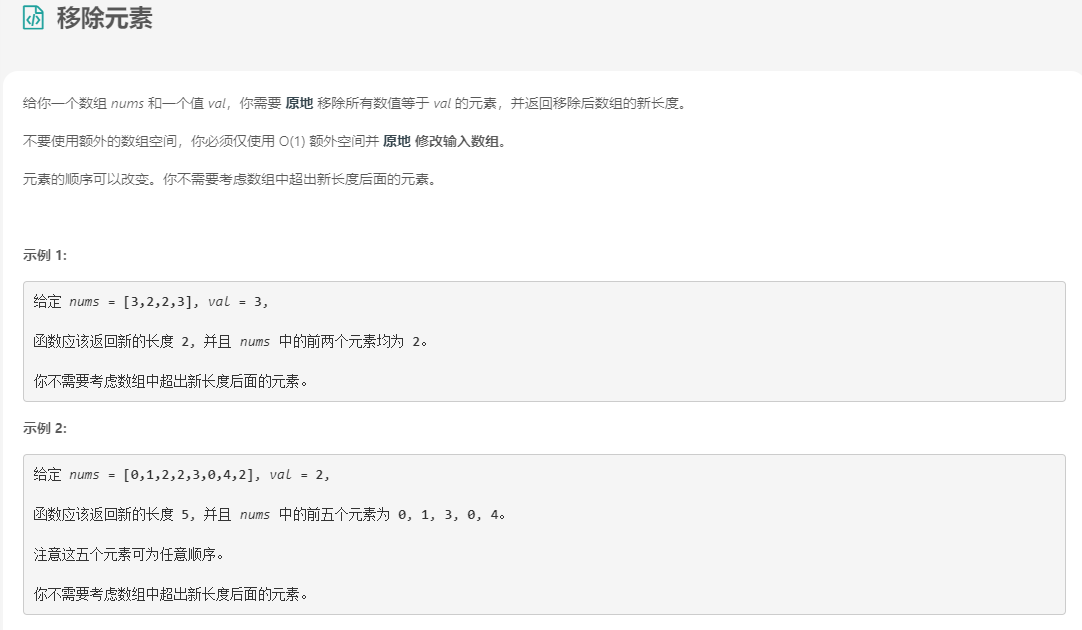 移除元素
给你一个数组 nums 和一个值 val，你需要 原地 移除所有数值等于 val 的元素，并返回移除后数组的新长度。
不要使用额外的数组空间，你必须仅使用 O(1) 额外空间并 原地 修改输入数组。
元素的顺序可以改变。你不需要考虑数组中超出新长度后面的元素。
示例 1:
给定 nums = [3,2,2,3], val = 3,
函数应该返回新的长度 2, 并且 nums 中的前两个元素均为 2。
你不需要考虑数组中超出新长度后面的元素。
示例 2:
给定 nums = [0,1,2,2,3,0,4,2], val = 2,
函数应该返回新的长度 5, 并且 nums 中的前五个元素为 0, 1, 3, 0, 4。
注意这五个元素可为任意顺序。
你不需要考虑数组中超出新长度后面的元素。